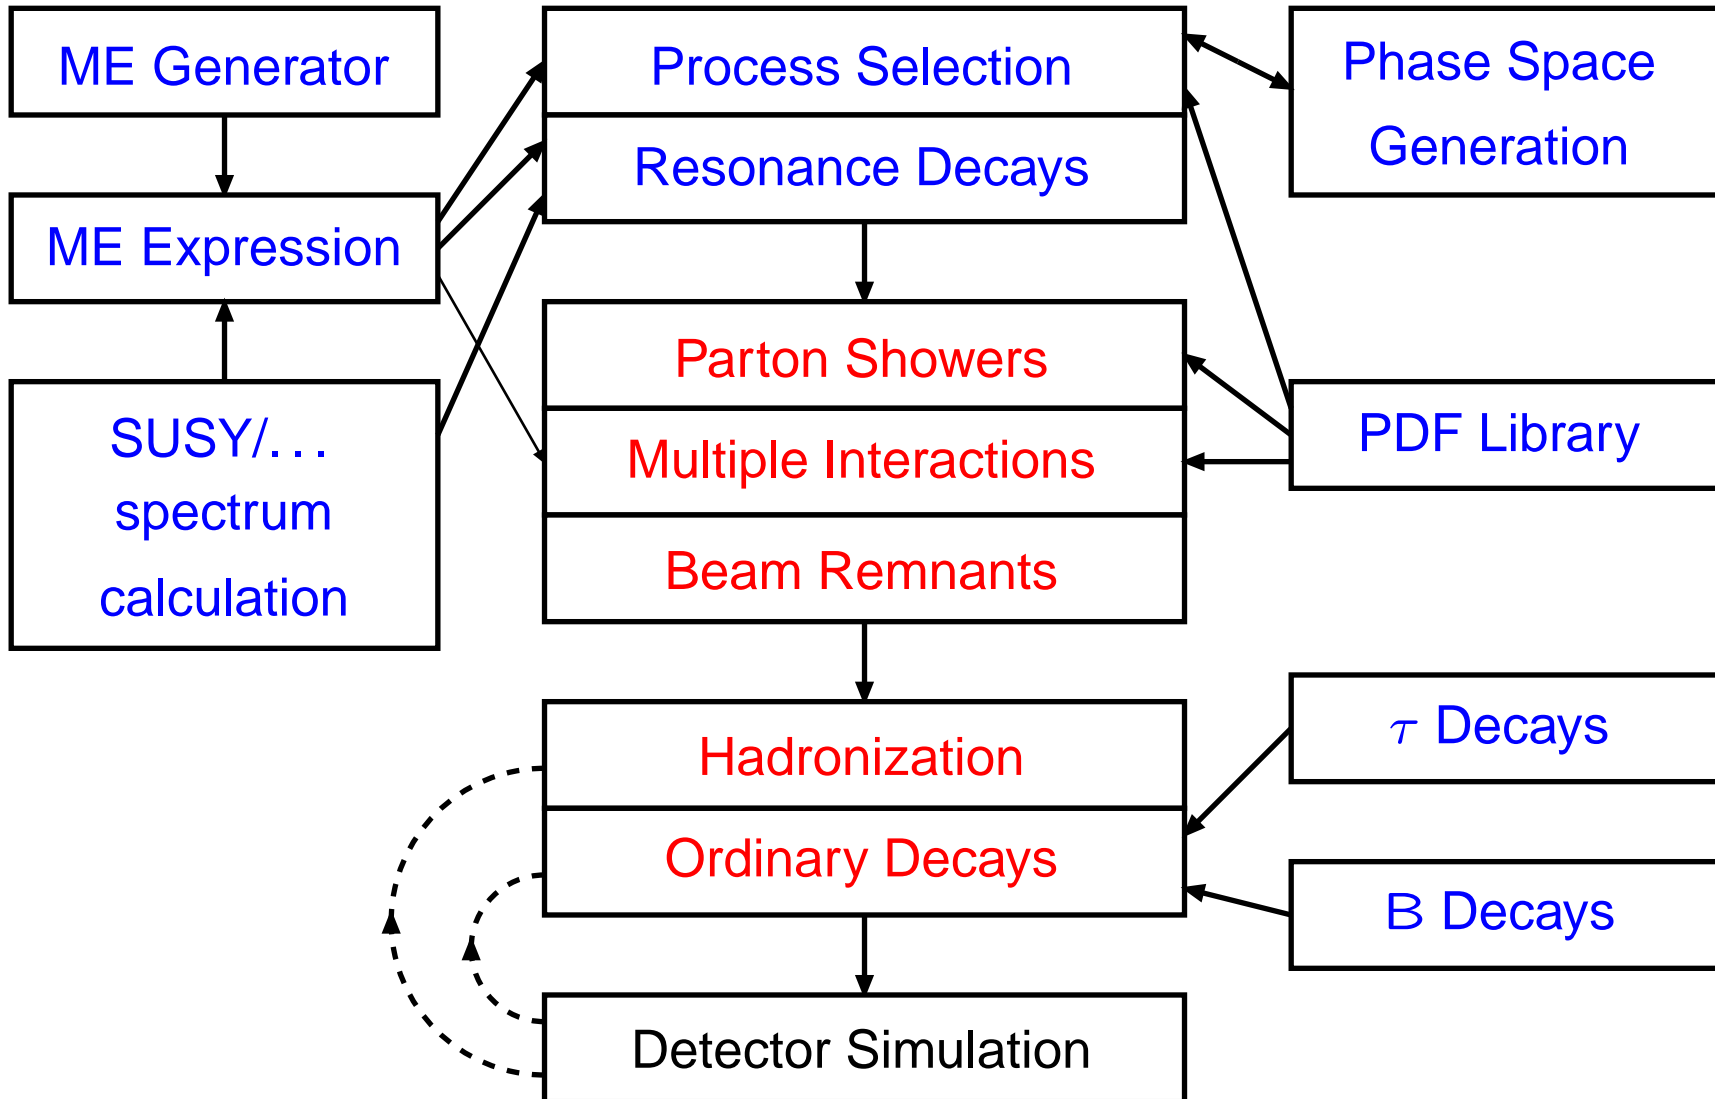 ME Generator
ME Expression
SUSY/...
spectrum
calculation
Process Selection
Resonance Decays
Parton Showers
Multiple Interactions
Beam Remnants
Hadronization
Ordinary Decays
Detector Simulation
Phase Space
Generation
PDF Library
τ Decays
B Decays